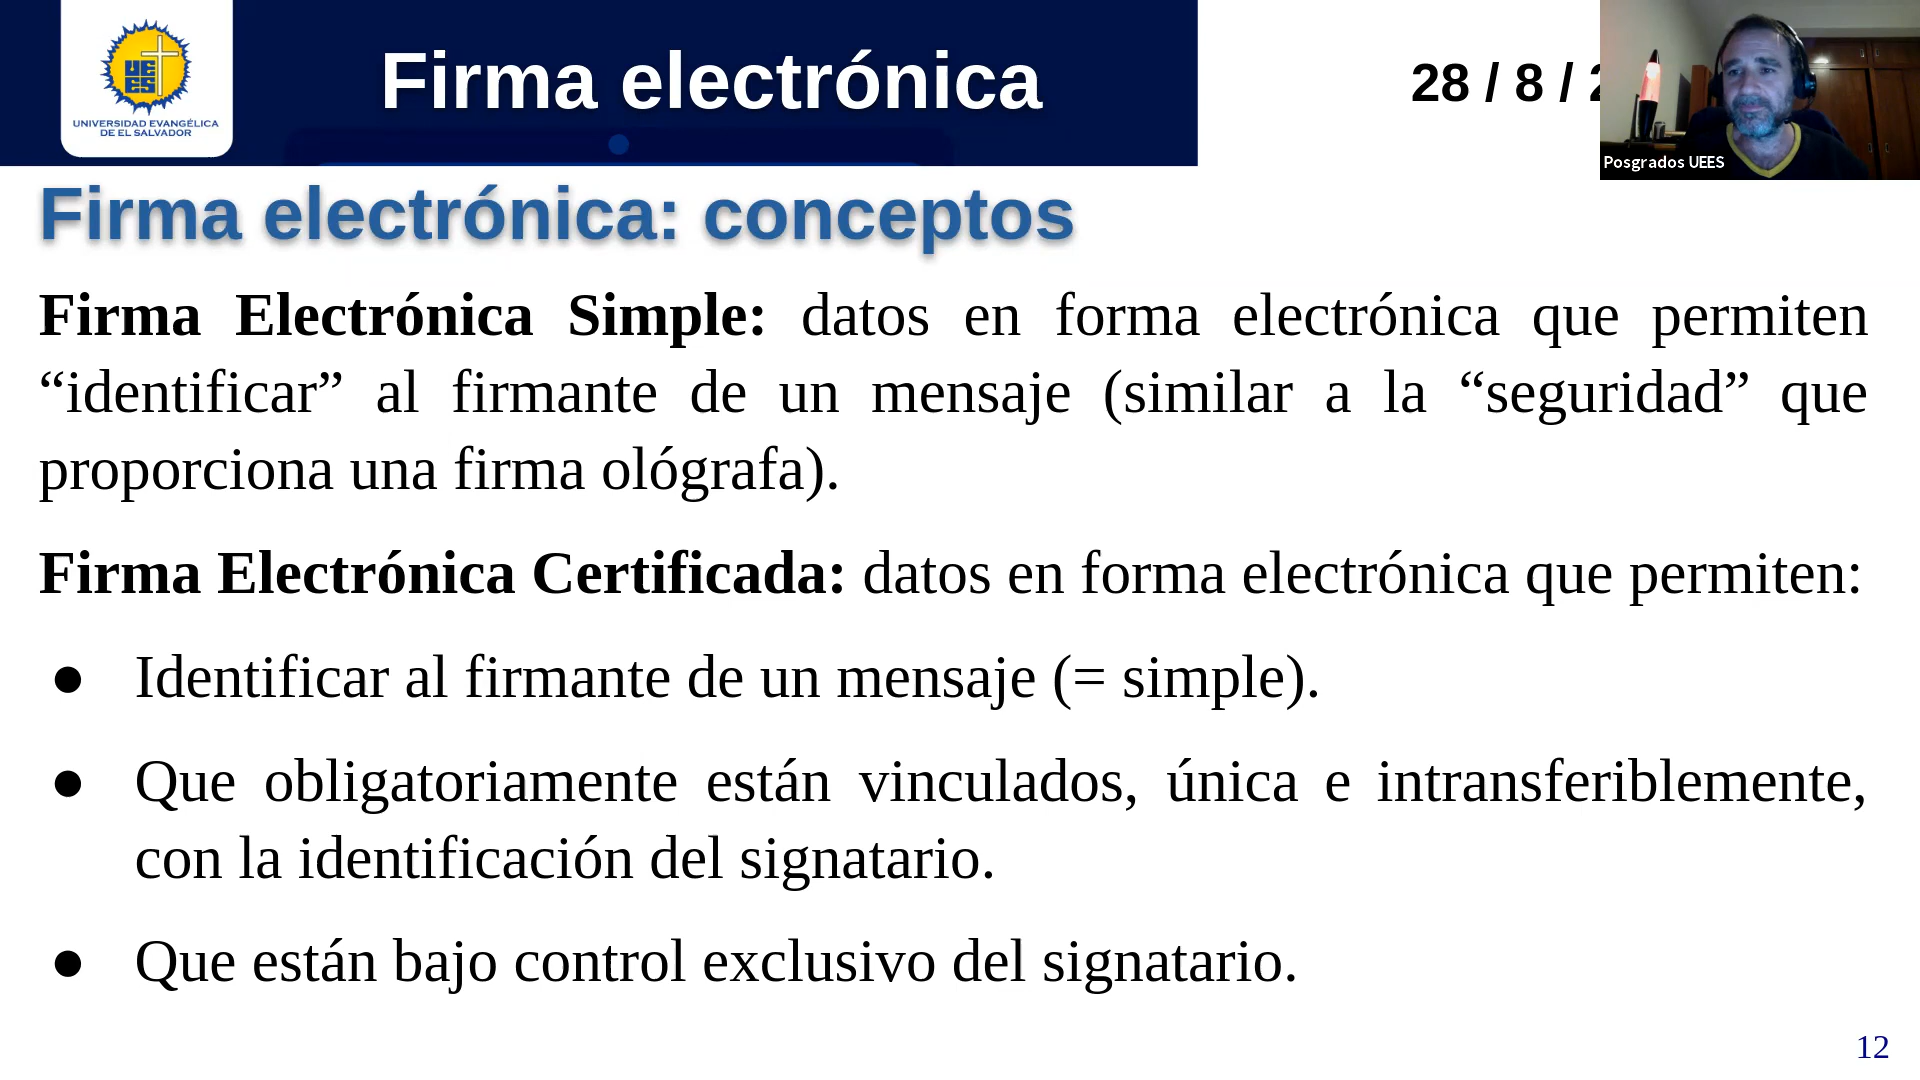 UE
ES
UNIVERSIDAD EVANGÉLICA
DE EL SALVADOR
Firma electrónica
28 / 8 /
Posgrados UEES
Firma electrónica: conceptos
Firma Electrónica Simple: datos en forma electrónica que permiten
“identificar” al firmante de un mensaje (similar a la “seguridad” que
proporciona una firma ológrafa).
Firma Electrónica Certificada: datos en forma electrónica que permiten:
● Identificar al firmante de un mensaje (= simple).
● Que obligatoriamente están vinculados, única e intransferiblemente,
con la identificación del signatario.
● Que están bajo control exclusivo del signatario.
12